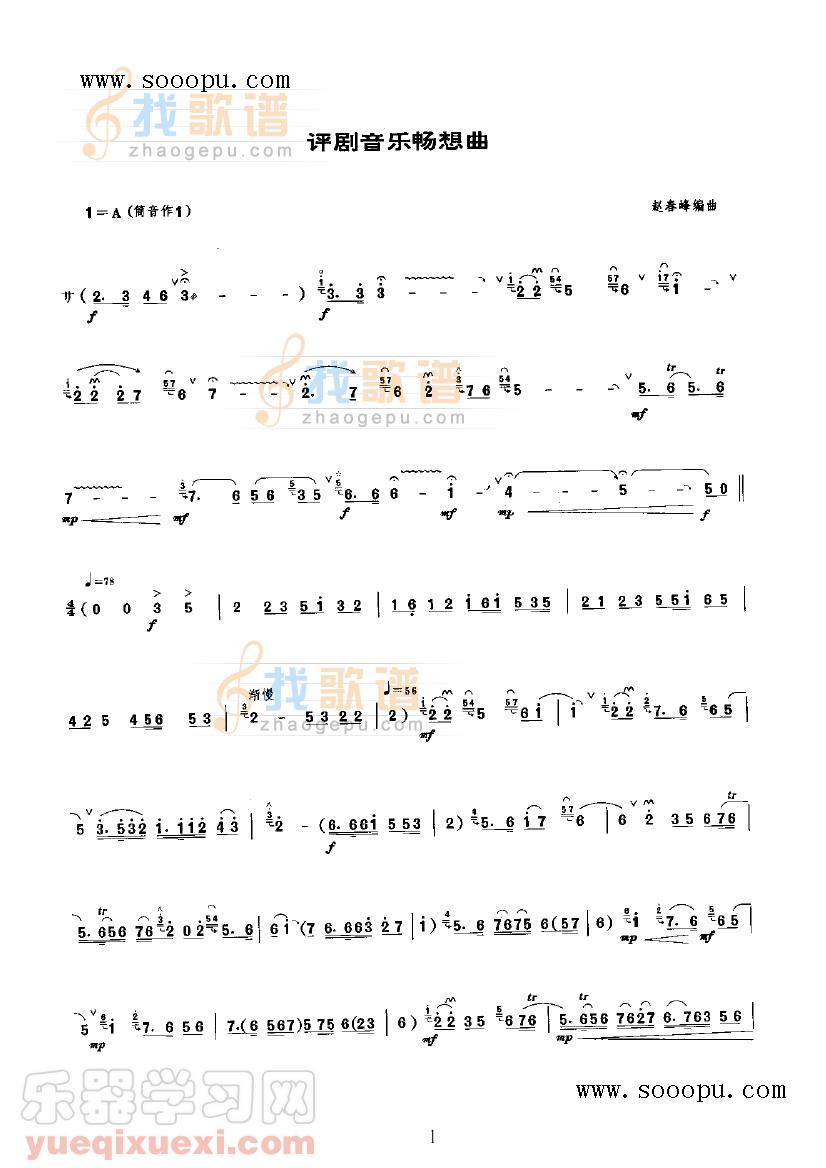 www.sooopu.com
找歌谱
zhaogepu.com
评剧音乐畅想曲
1=A (筒音作1)
赵春峰编曲
サ(2. 3 4 6 3 - - -) 3. 3 3 - - - 2 2 5 6 1 -
f f
2 2 2 7 6 7 - - 2. 7 6 2 7 6 5 - - - 5. 6 5. 6
找歌谱
zhaogepu.com
mf
7 - - - 7. 6 5 6 3 5 6. 6 6 - 1 - 4 - - - 5 - - 5 0
mp mf f mf mp f
♩=78
4/4 (0 0 3 5 | 2 2 3 5 1 3 2 | 1 6 1 2 1 6 1 5 3 5 | 2 1 2 3 5 5 1 6 5 |
f
找歌谱
zhaogepu.com
渐慢 ♩=56
4 2 5 4 5 6 5 3 | 2 - 5 3 2 2 | 2) 2 2 5 6 1 | 1 2 2 7. 6 6 5 |
mf
5 3. 5 3 2 1. 1 1 2 4 3 | 2 - (6. 6 6 1 5 5 3 | 2) 5. 6 1 7 6 | 6 2 3 5 6 7 6 |
f
5. 6 5 6 7 6 2 0 2 5. 6 | 6 1 (7 6. 6 6 3 2 7 | 1) 5. 6 7 6 7 5 6 (5 7 | 6) 1 7. 6 6 5 |
mp mf
5 1 7. 6 5 6 | 7. (6 5 6 7) 5 7 5 6 (2 3 | 6) 2 2 3 5 6 7 6 | 5. 6 5 6 7 6 2 7 6. 7 6 3 5 6 |
mp mf mp
乐器学习网
yueqixuexi.com
www.sooopu.com
1